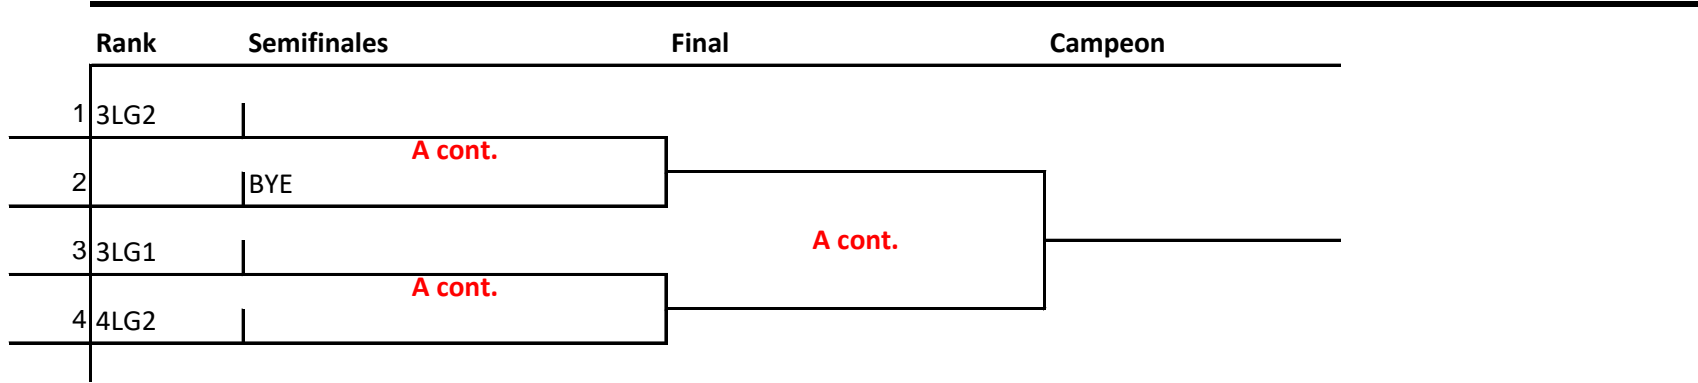 Rank Semifinales Final Campeon
1 3LG2
A cont.
2 BYE
A cont.
3 3LG1
A cont.
4 4LG2